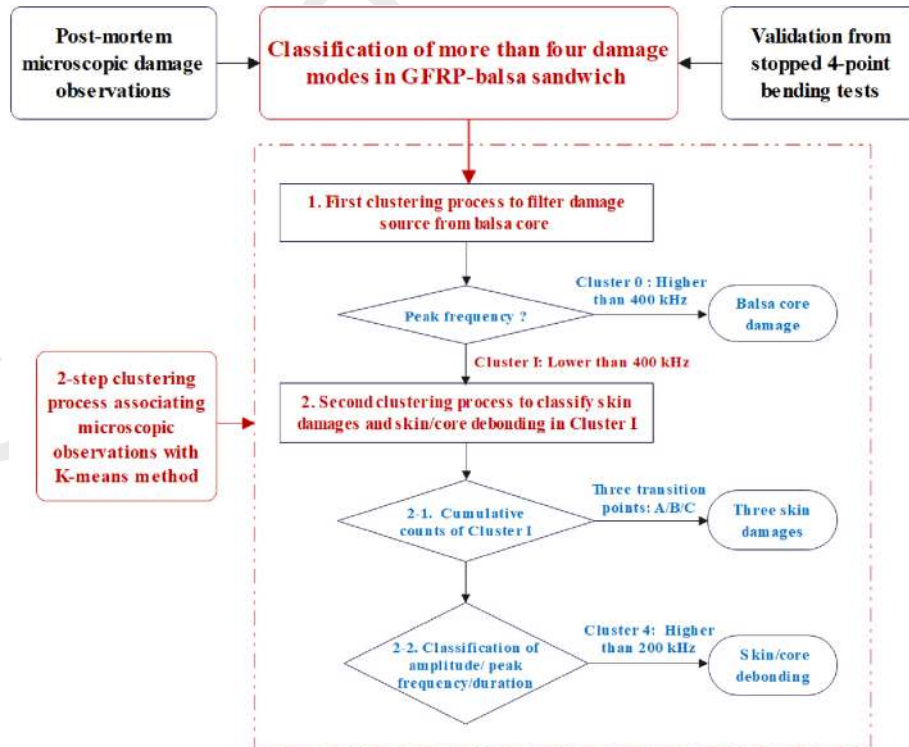 Post-mortem
microscopic damage
observations
Classification of more than four damage
modes in GFRP-balsa sandwich
Validation from
stopped 4-point
bending tests
1. First clustering process to filter damage
source from balsa core
Peak frequency ?
Cluster 0 : Higher
than 400 kHz
Balsa core
damage
Cluster I: Lower than 400 kHz
2-step clustering
process associating
microscopic
observations with
K-means method
2. Second clustering process to classify skin
damages and skin/core debonding in Cluster I
2-1. Cumulative
counts of Cluster I
Three transition
points: A/B/C
Three skin
damages
2-2. Classification of
amplitude/ peak
frequency/duration
Cluster 4: Higher
than 200 kHz
Skin/core
debonding